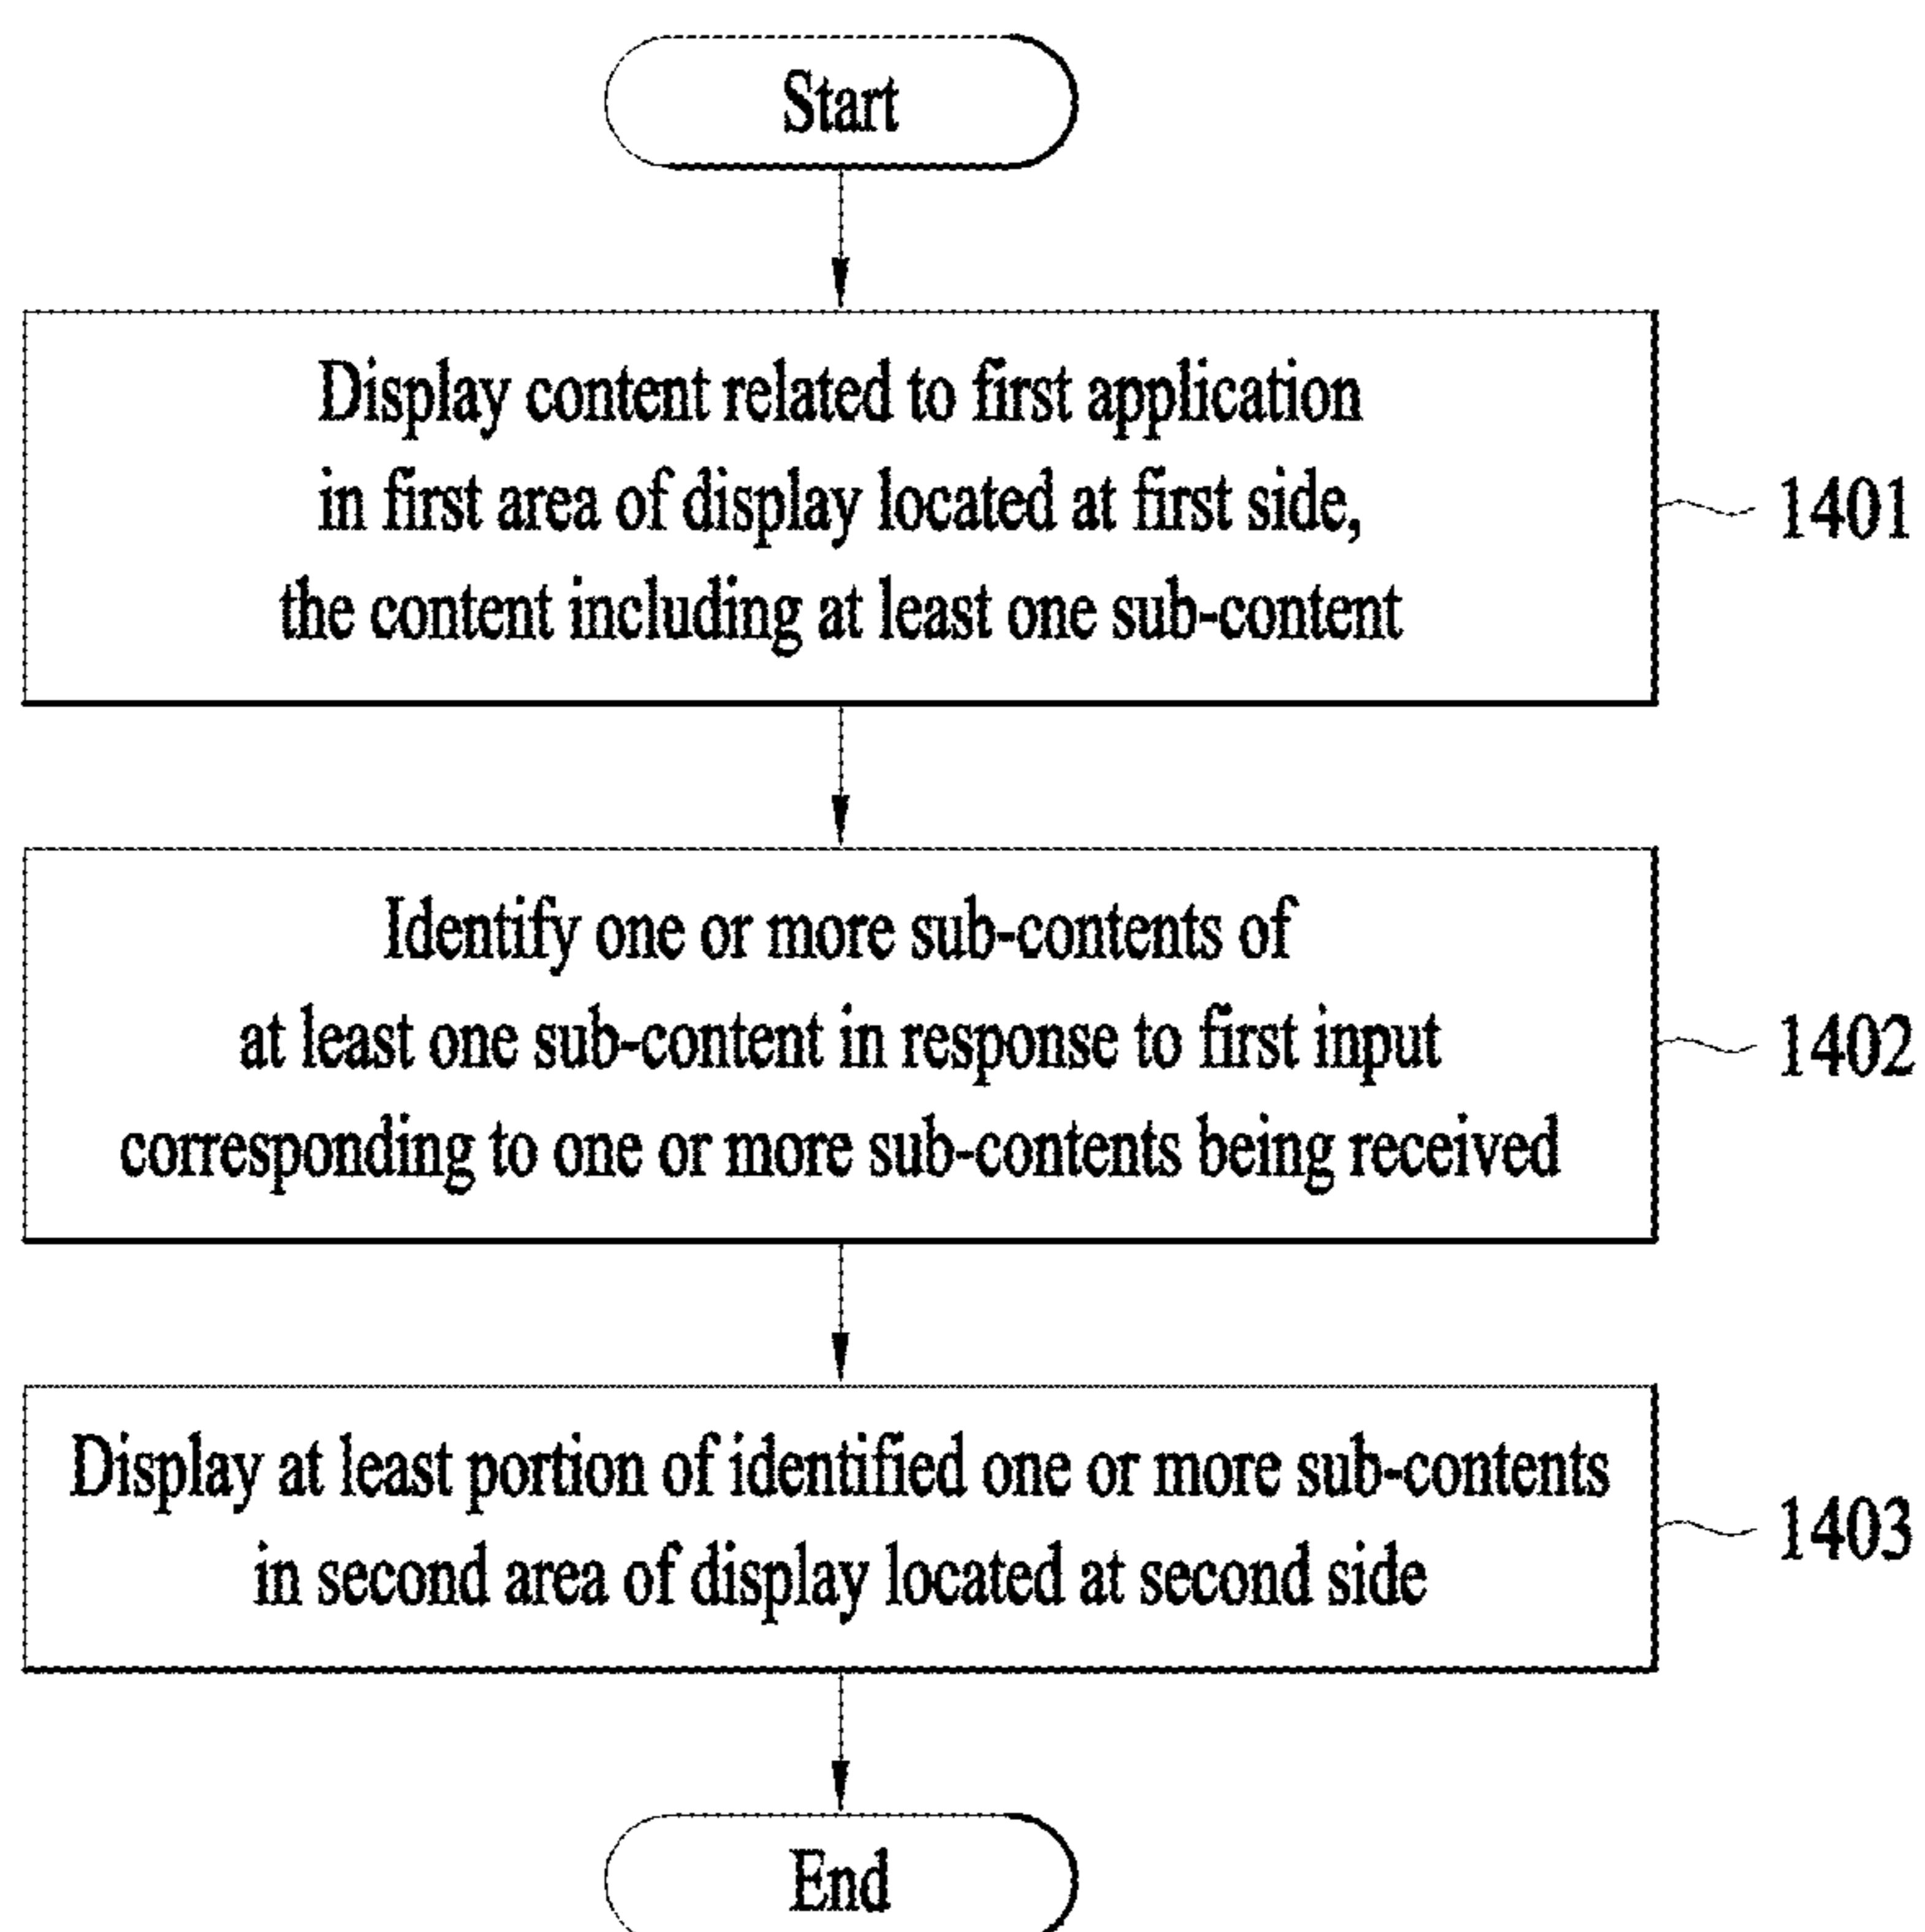 Start
Display content related to first application
in first area of display located at first side,
the content including at least one sub-content
1401
Identify one or more sub-contents of
at least one sub-content in response to first input
corresponding to one or more sub-contents being received
1402
Display at least portion of identified one or more sub-contents
in second area of display located at second side
1403
End